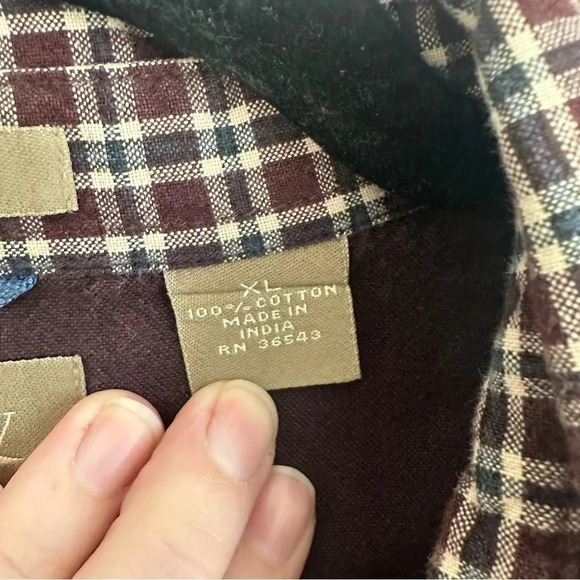 XL
100% COTTON
MADE IN
INDIA
RN 36543